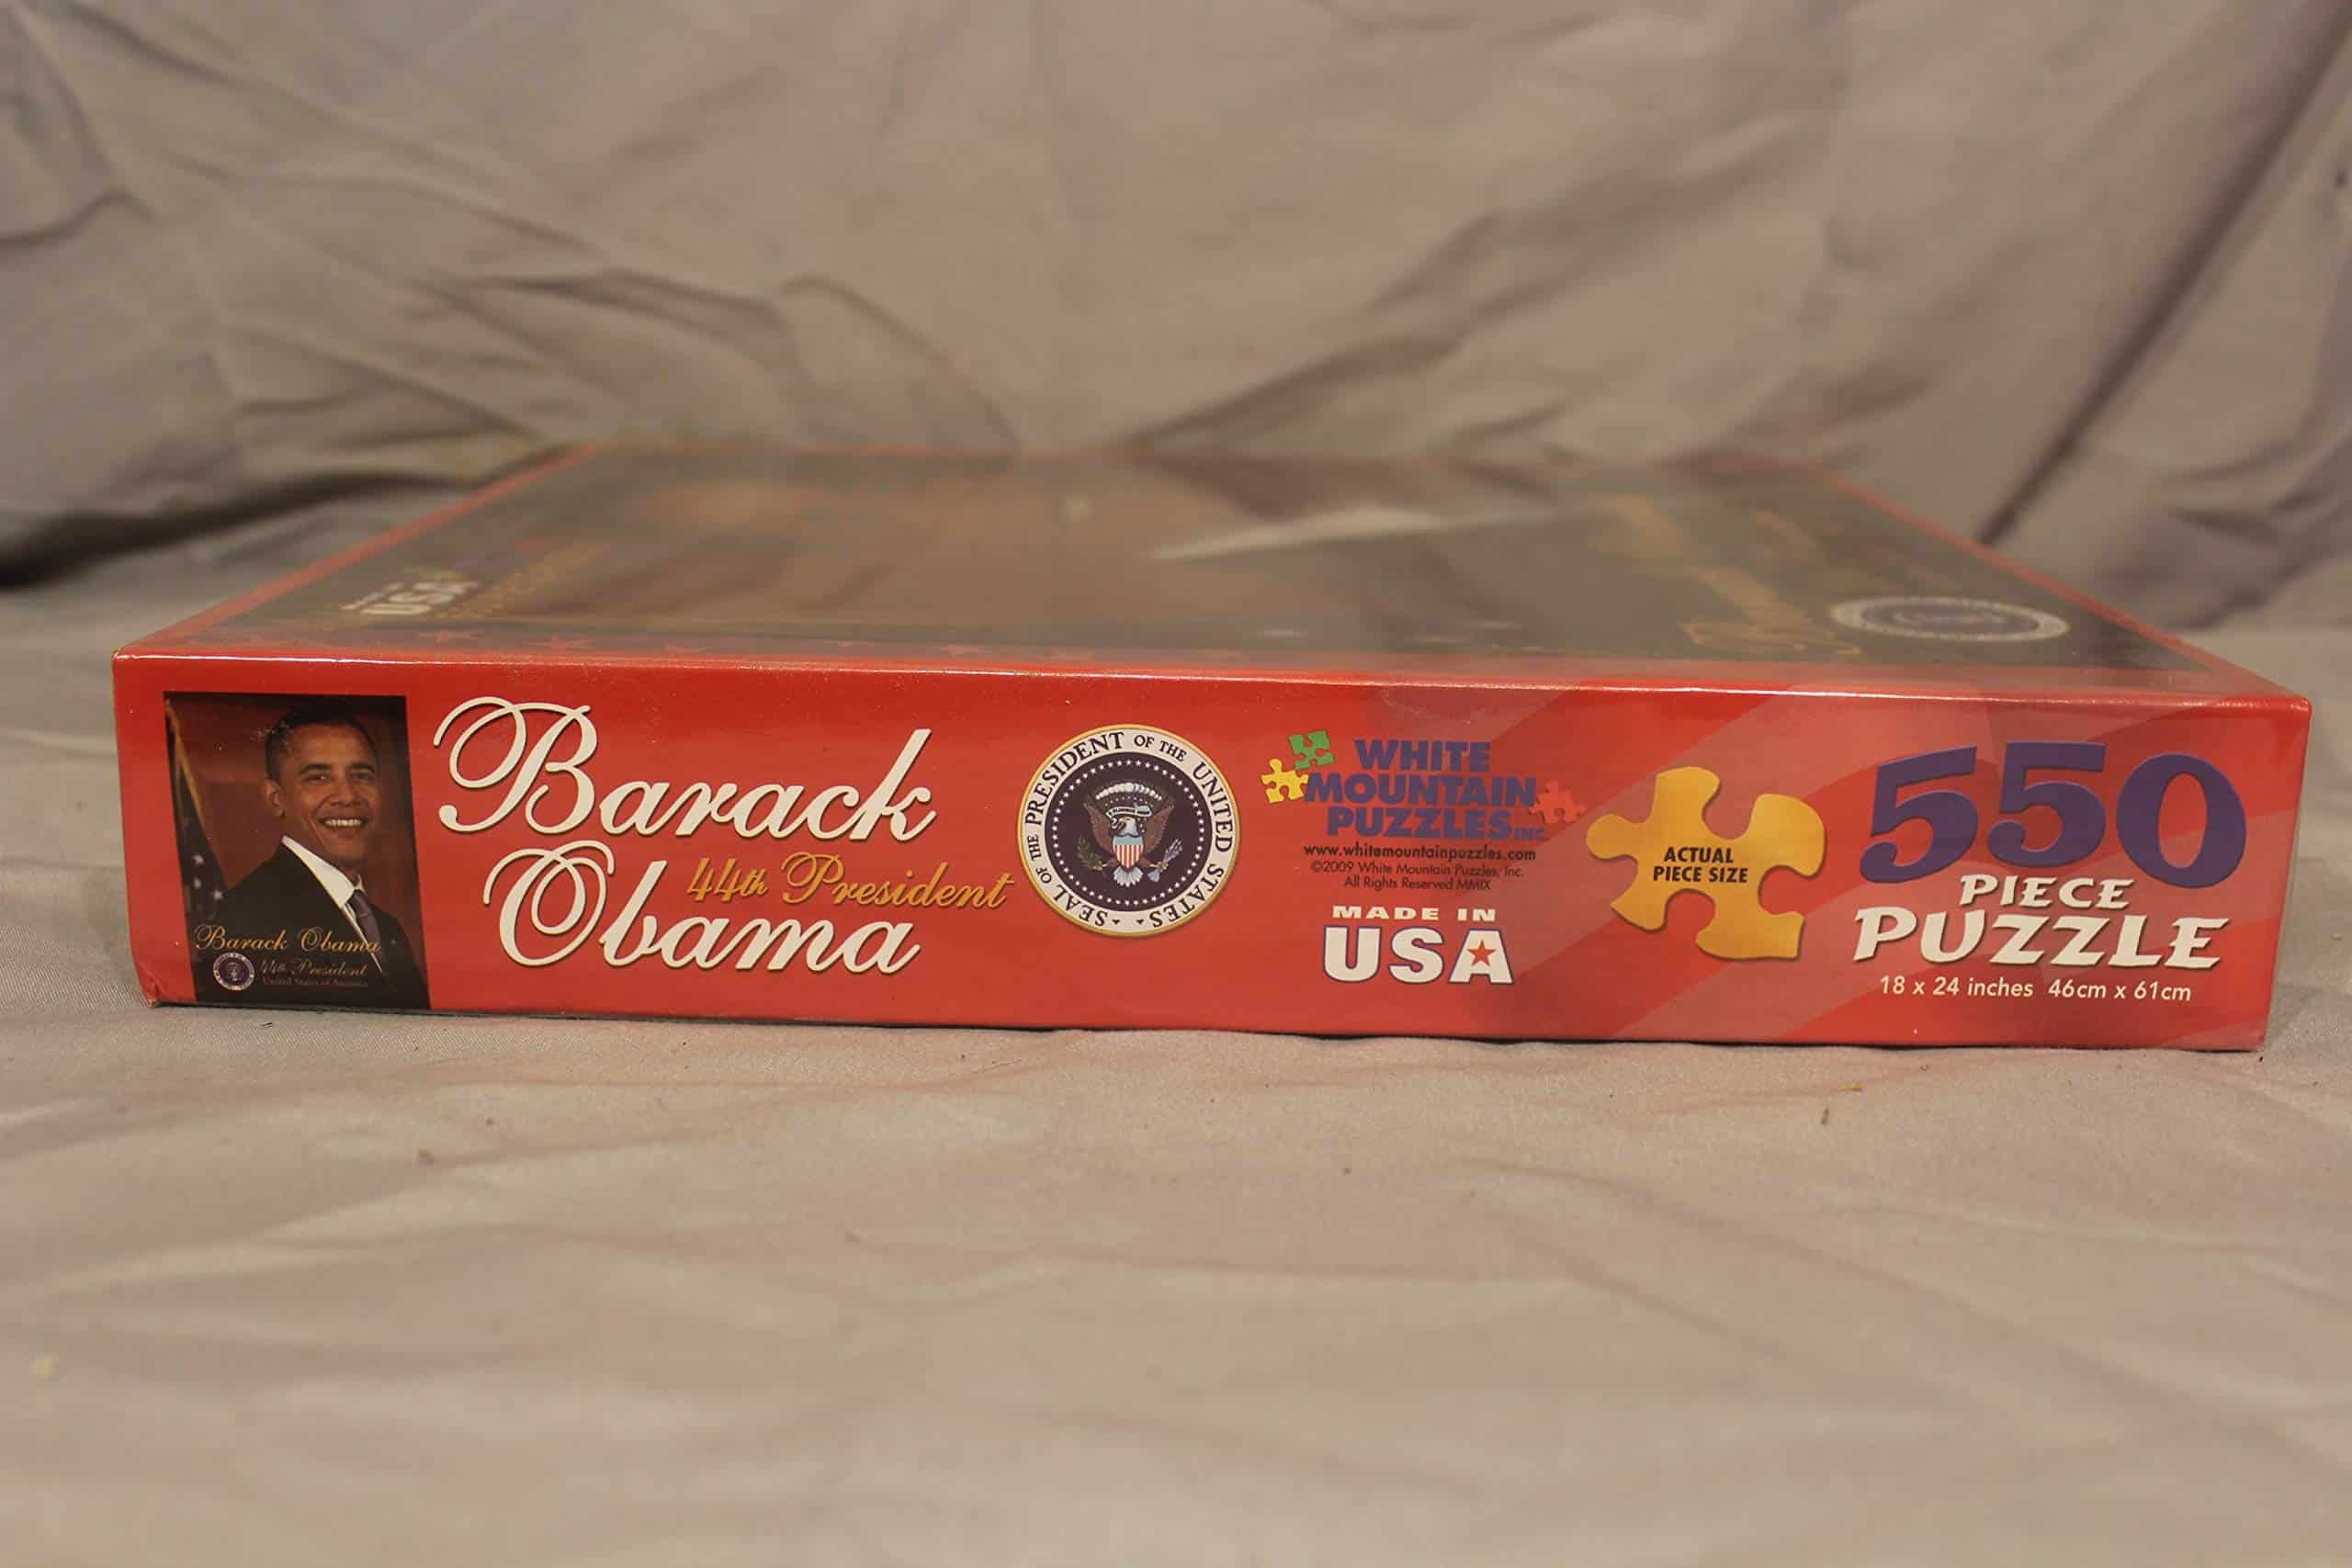 USA
Barack Obama
44th President
United States of America
Barack
Obama
44th President
SEAL OF THE PRESIDENT OF THE UNITED STATES
WHITE
MOUNTAIN
PUZZLES INC.
www.whitemountainpuzzles.com
©2009 White Mountain Puzzles, Inc.
All Rights Reserved MMIX
MADE IN
USA
ACTUAL
PIECE SIZE
550
PIECE
PUZZLE
18 x 24 inches 46cm x 61cm